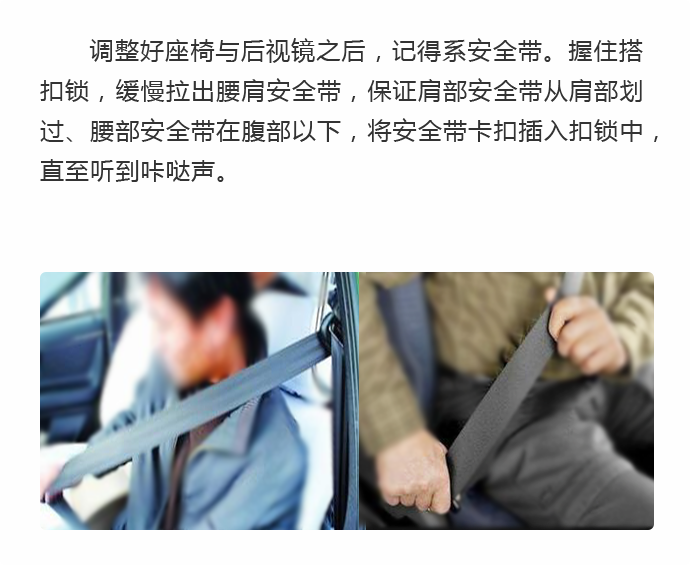 调整好座椅与后视镜之后，记得系安全带。握住搭
扣锁，缓慢拉出腰肩安全带，保证肩部安全带从肩部划
过、腰部安全带在腹部以下，将安全带卡扣插入扣锁中，
直至听到咔哒声。